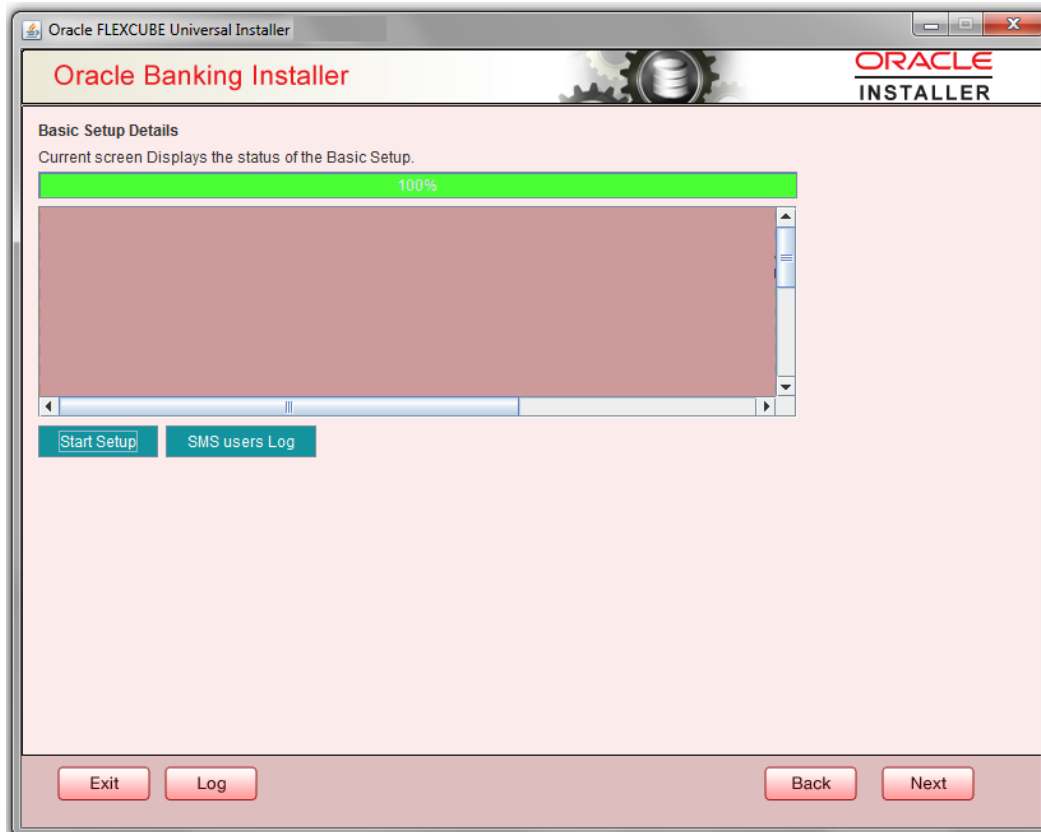 Oracle FLEXCUBE Universal Installer
Oracle Banking Installer
ORACLE
INSTALLER
Basic Setup Details
Current screen Displays the status of the Basic Setup.
100%
Start Setup SMS users Log
Exit Log Back Next